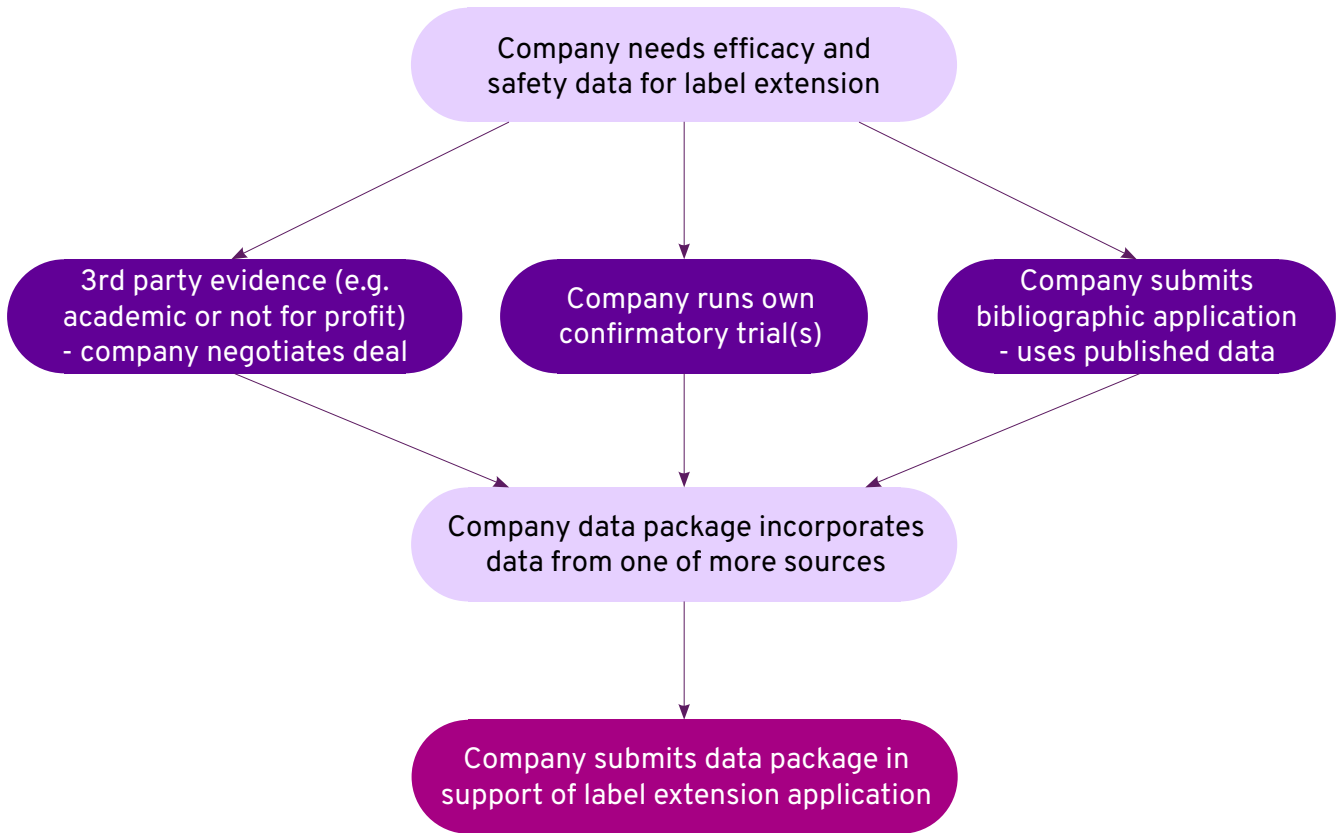 Company needs efficacy and
safety data for label extension
3rd party evidence (e.g.
academic or not for profit)
- company negotiates deal
Company runs own
confirmatory trial(s)
Company submits
bibliographic application
- uses published data
Company data package incorporates
data from one of more sources
Company submits data package in
support of label extension application